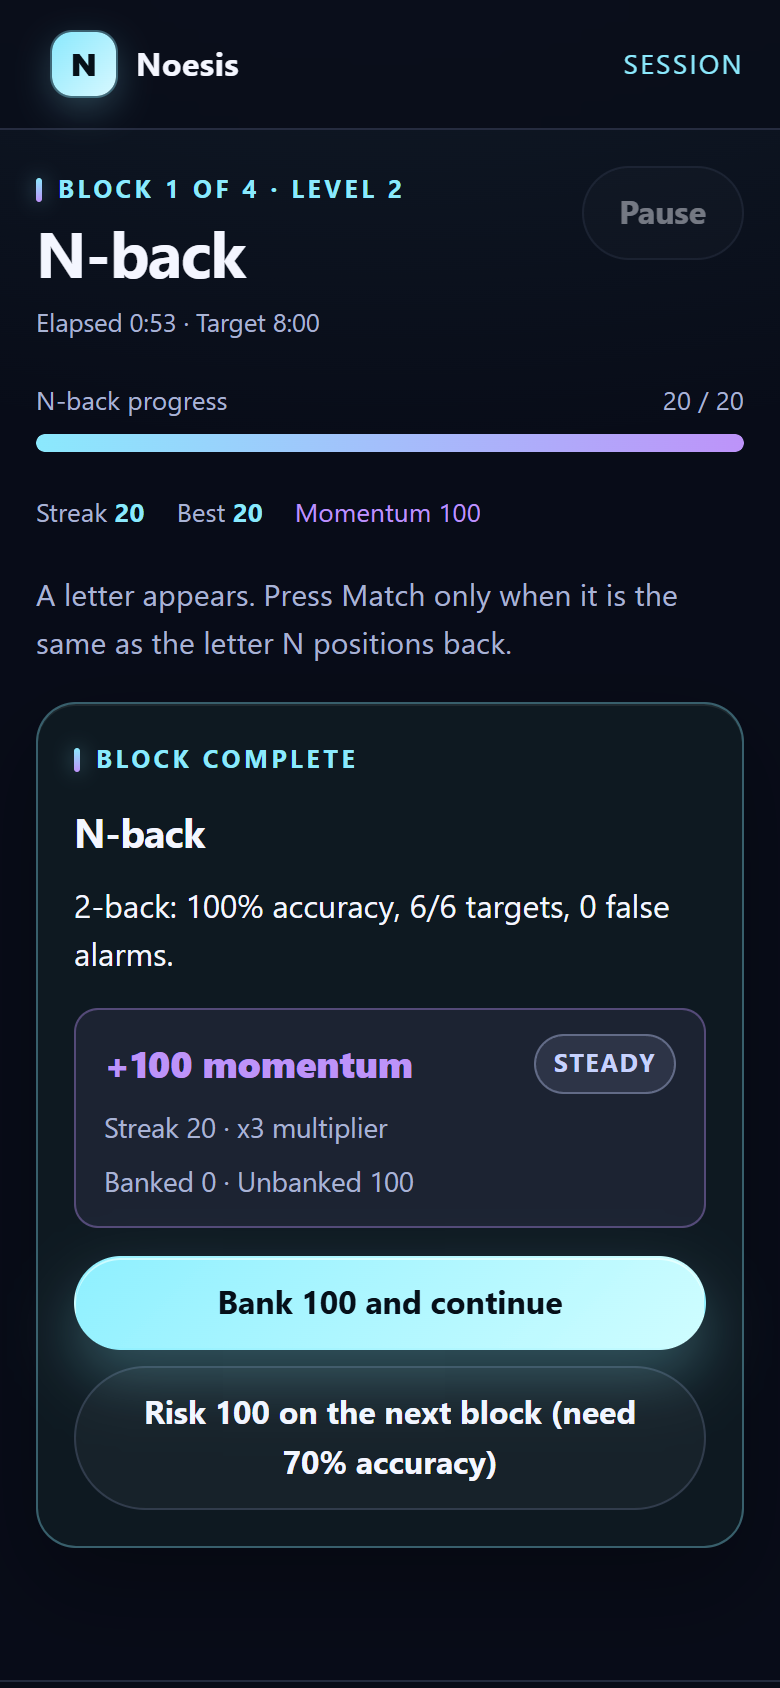 N Noesis SESSION
BLOCK 1 OF 4 · LEVEL 2
Pause
N-back
Elapsed 0:53 · Target 8:00
N-back progress 20 / 20
Streak 20 Best 20 Momentum 100
A letter appears. Press Match only when it is the
same as the letter N positions back.
BLOCK COMPLETE
N-back
2-back: 100% accuracy, 6/6 targets, 0 false
alarms.
+100 momentum STEADY
Streak 20 · x3 multiplier
Banked 0 · Unbanked 100
Bank 100 and continue
Risk 100 on the next block (need
70% accuracy)